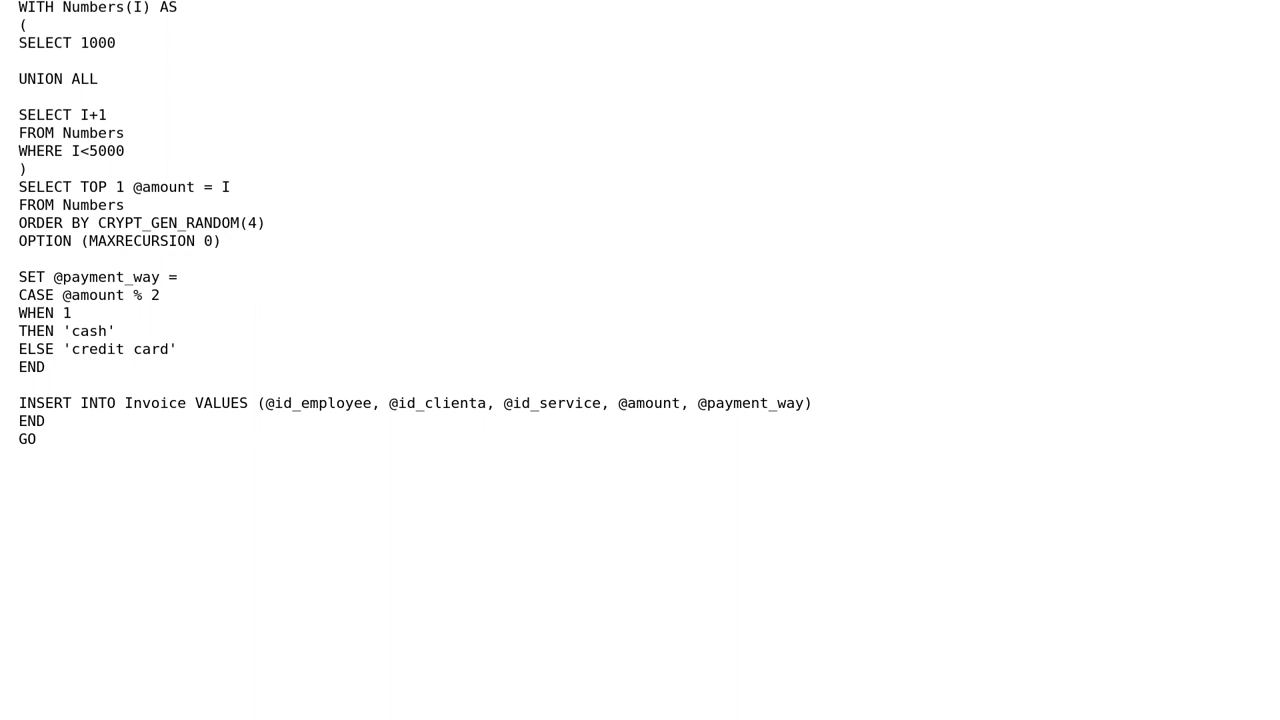 WITH Numbers(I) AS
(
SELECT 1000
UNION ALL
SELECT I+1
FROM Numbers
WHERE I<5000
)
SELECT TOP 1 @amount = I
FROM Numbers
ORDER BY CRYPT_GEN_RANDOM(4)
OPTION (MAXRECURSION 0)
SET @payment_way =
CASE @amount % 2
WHEN 1
THEN 'cash'
ELSE 'credit card'
END
INSERT INTO Invoice VALUES (@id_employee, @id_clienta, @id_service, @amount, @payment_way)
END
GO